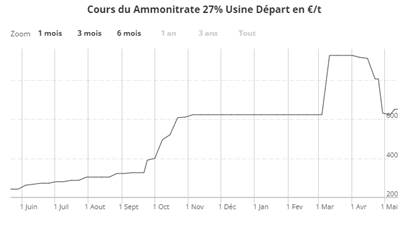 Cours du Ammonitrate 27% Usine Départ en €/t
Zoom 1 mois 3 mois 6 mois 1 an 3 ans Tout
600
400
200
1 Juin 1 Juil 1 Aout 1 Sept 1 Oct 1 Nov 1 Déc 1 Jan 1 Fev 1 Mar 1 Avr 1 Mai